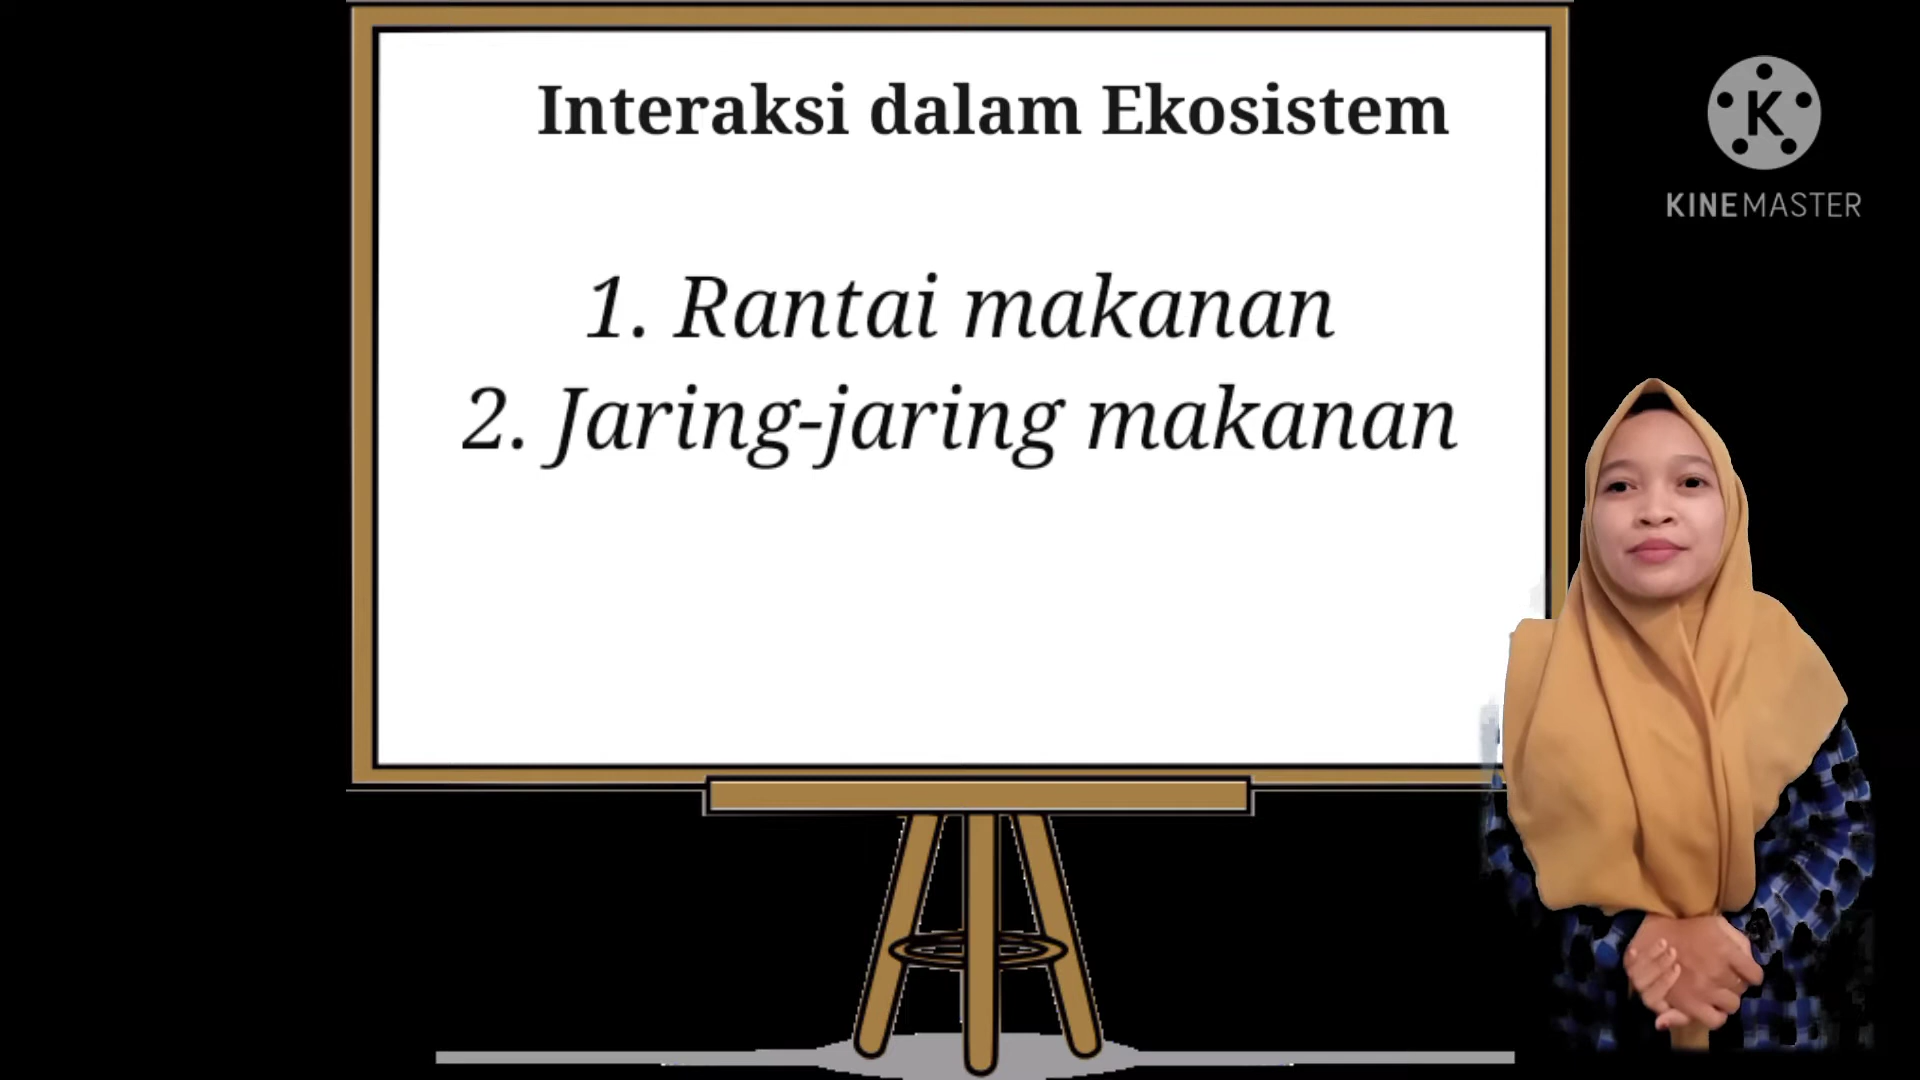 Interaksi dalam Ekosistem
1. Rantai makanan
2. Jaring-jaring makanan
K
KINEMASTER